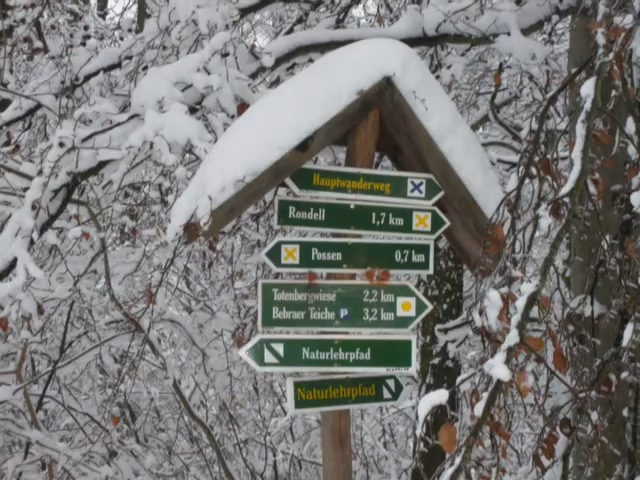 Hauptwanderweg
Rondell 1,7 km
Possen 0,7 km
Totenbergwiese 2,2 km
Bebraer Teiche P 3,2 km
Naturlehrpfad
Naturlehrpfad